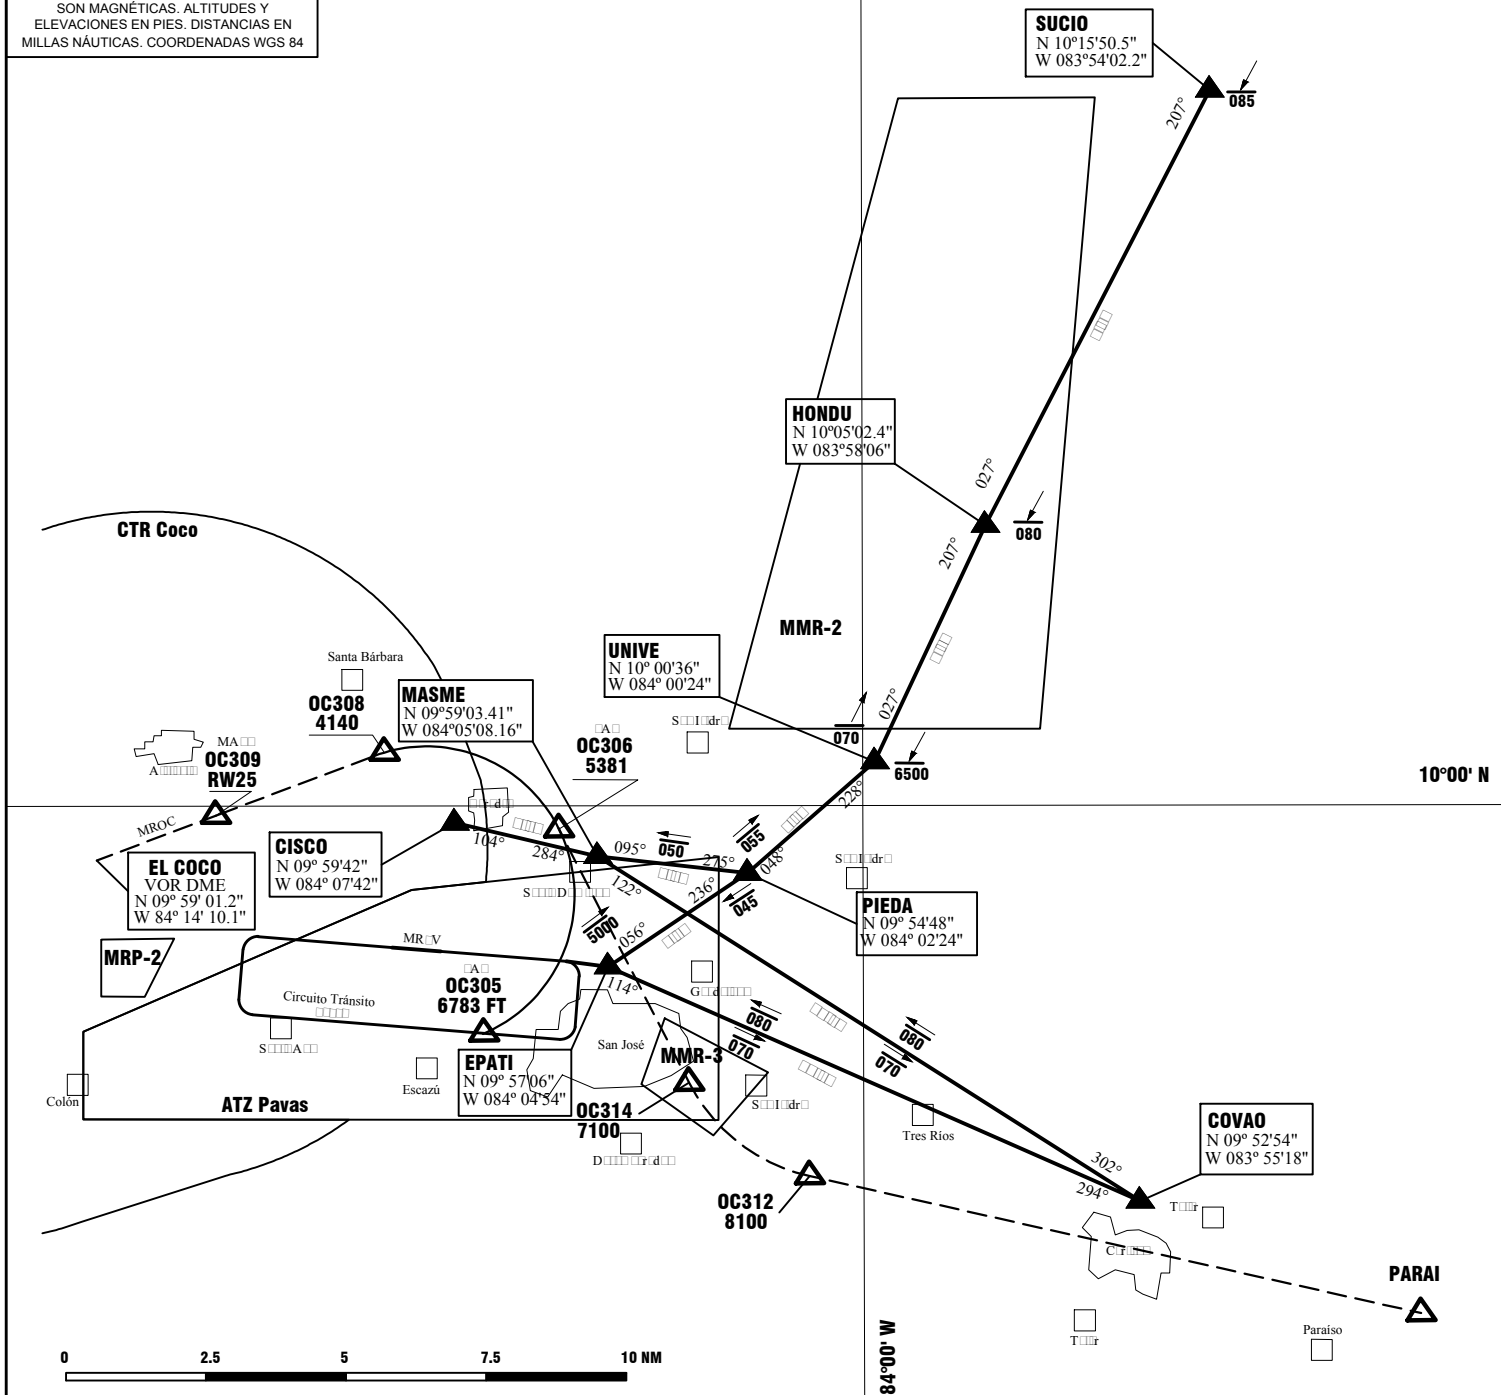 SON MAGNÉTICAS. ALTITUDES Y
ELEVACIONES EN PIES. DISTANCIAS EN
MILLAS NÁUTICAS. COORDENADAS WGS 84
SUCIO
N 10º15'50.5"
W 083º54'02.2"
207°
085
HONDU
N 10º05'02.4"
W 083º58'06"
027°
080
207°
CTR Coco
MMR-2
UNIVE
N 10º 00'36"
W 084º 00'24"
027°
070
6500
Santa Bárbara
OC308
4140
MASME
N 09º59'03.41"
W 084º05'08.16"
OC306
5381
OC309
RW25
10°00' N
228°
MROC
CISCO
N 09º 59'42"
W 084º 07'42"
104°
284°
095°
050
275°
055
048°
EL COCO
VOR DME
N 09º 59' 01.2"
W 84º 14' 10.1"
122°
236°
045
PIEDA
N 09º 54'48"
W 084º 02'24"
5000
056°
MRP-2
OC305
6783 FT
Circuito Tránsito
114°
080
070
080
070
San José
MMR-3
EPATI
N 09º 57'06"
W 084º 04'54"
Escazú
Colón
ATZ Pavas
OC314
7100
Tres Ríos
COVAO
N 09º 52'54"
W 083º 55'18"
302°
294°
OC312
8100
PARAI
84°00' W
Paraíso
0
2.5
5
7.5
10 NM